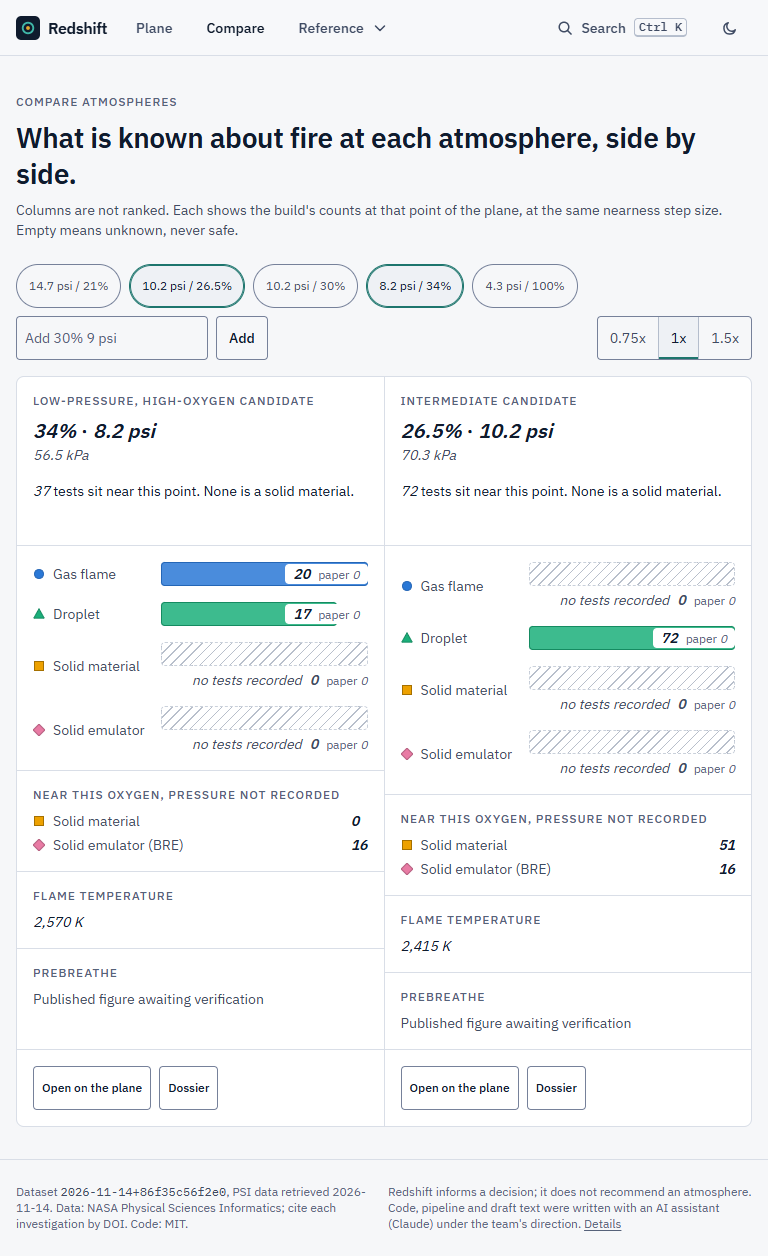 Redshift
Plane
Compare
Reference
Search
Ctrl K
COMPARE ATMOSPHERES
What is known about fire at each atmosphere, side by
side.
Columns are not ranked. Each shows the build's counts at that point of the plane, at the same nearness step size.
Empty means unknown, never safe.
14.7 psi / 21%
10.2 psi / 26.5%
10.2 psi / 30%
8.2 psi / 34%
4.3 psi / 100%
Add 30% 9 psi
Add
0.75x
1x
1.5x
LOW-PRESSURE, HIGH-OXYGEN CANDIDATE
34% · 8.2 psi
56.5 kPa
37 tests sit near this point. None is a solid material.
Gas flame
20 paper 0
Droplet
17 paper 0
Solid material
no tests recorded 0 paper 0
Solid emulator
no tests recorded 0 paper 0
NEAR THIS OXYGEN, PRESSURE NOT RECORDED
Solid material 0
Solid emulator (BRE) 16
FLAME TEMPERATURE
2,570 K
PREBREATHE
Published figure awaiting verification
Open on the plane
Dossier
INTERMEDIATE CANDIDATE
26.5% · 10.2 psi
70.3 kPa
72 tests sit near this point. None is a solid material.
Gas flame
no tests recorded 0 paper 0
Droplet
72 paper 0
Solid material
no tests recorded 0 paper 0
Solid emulator
no tests recorded 0 paper 0
NEAR THIS OXYGEN, PRESSURE NOT RECORDED
Solid material 51
Solid emulator (BRE) 16
FLAME TEMPERATURE
2,415 K
PREBREATHE
Published figure awaiting verification
Open on the plane
Dossier
Dataset 2026-11-14+86f35c56f2e0, PSI data retrieved 2026-
11-14. Data: NASA Physical Sciences Informatics; cite each
investigation by DOI. Code: MIT.
Redshift informs a decision; it does not recommend an atmosphere.
Code, pipeline and draft text were written with an AI assistant
(Claude) under the team's direction. Details